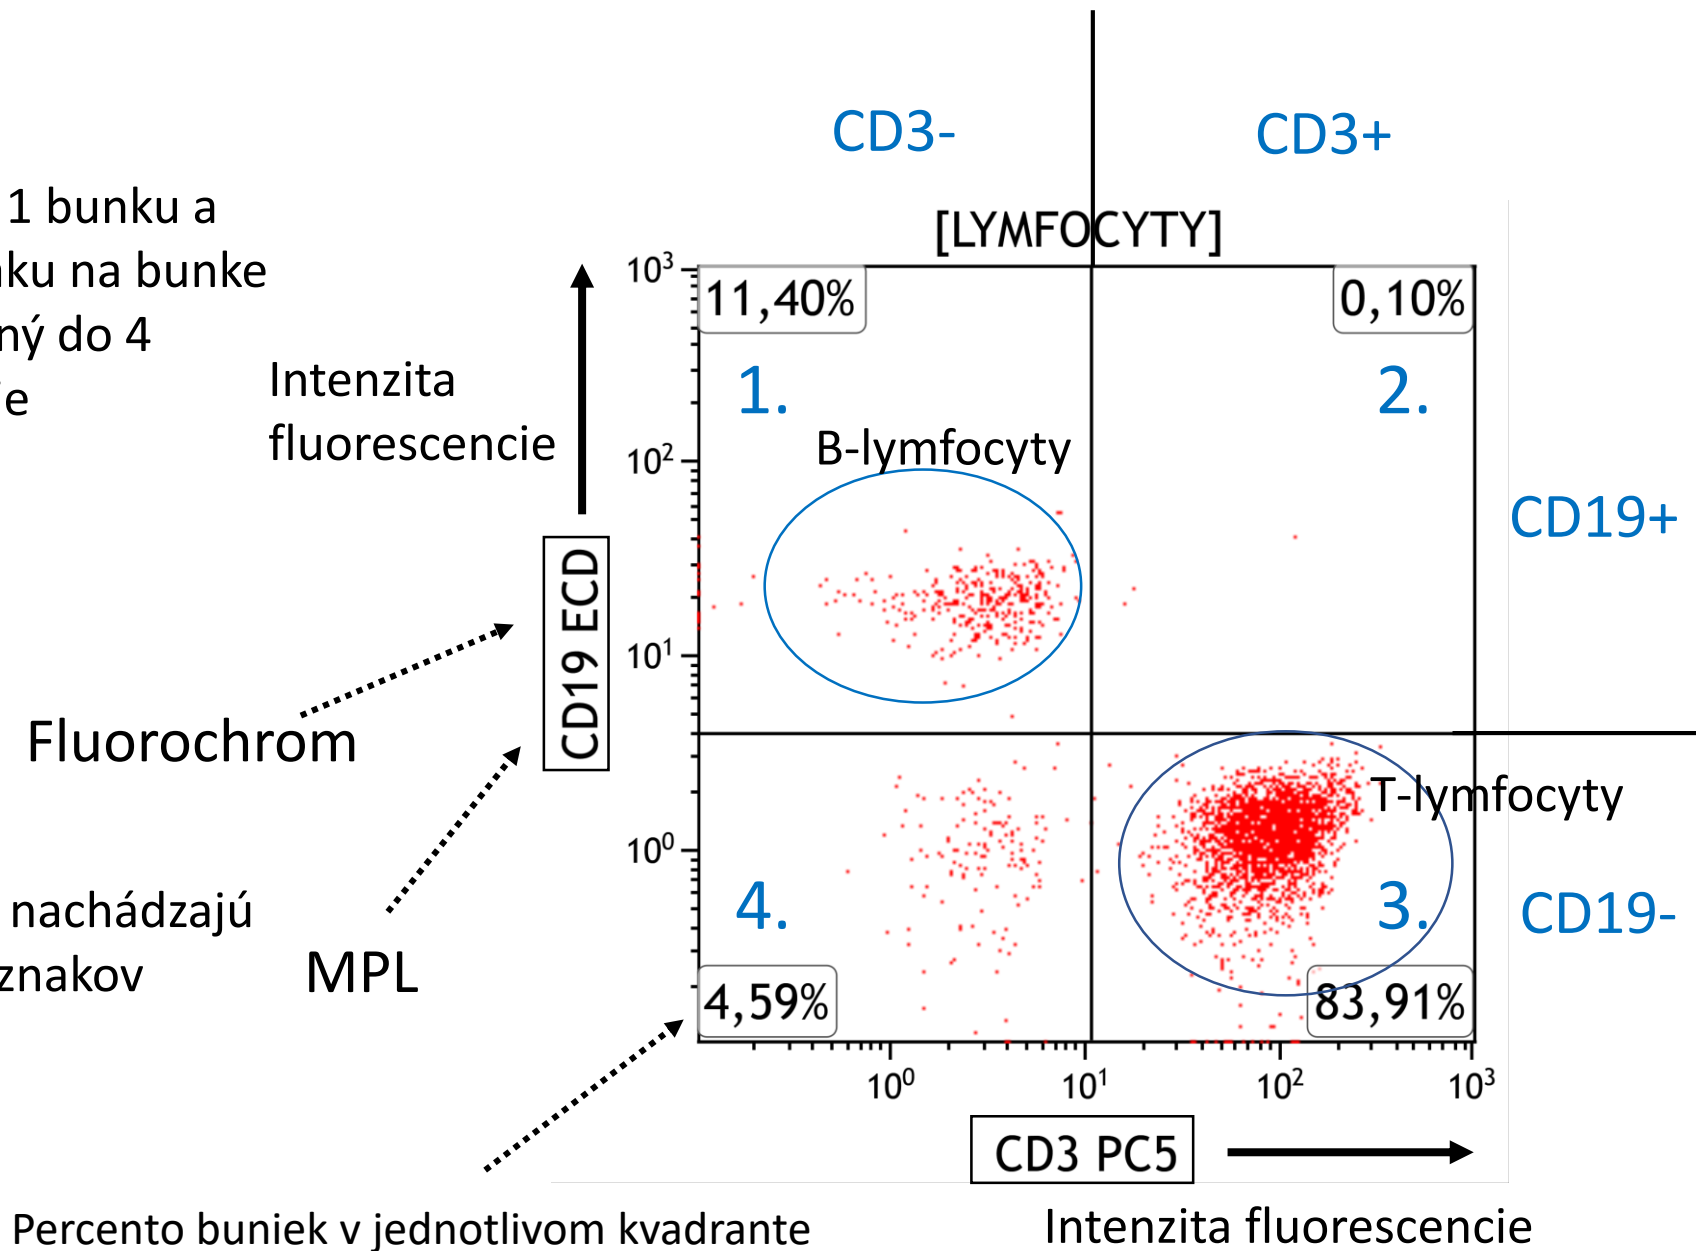 CD3-
CD3+
1 bunku a
na bunke
do 4
[LYMFOCYTY]
10³
11,40%
0,10%
Intenzita
fluorescencie
1.
2.
B-lymfocyty
10²
CD19+
CD19 ECD
10¹
Fluorochrom
T-lymfocyty
10⁰
nachádzajú
znakov
MPL
4.
3.
CD19-
4,59%
83,91%
10⁰
10¹
10²
10³
CD3 PC5
Percento buniek v jednotlivom kvadrante
Intenzita fluorescencie